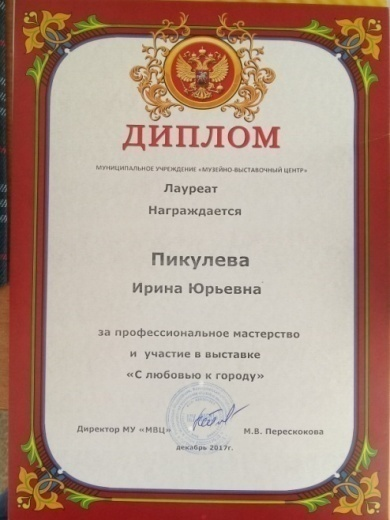 ДИПЛОМ
МУНИЦИПАЛЬНОЕ УЧРЕЖДЕНИЕ «МУЗЕЙНО-ВЫСТАВОЧНЫЙ ЦЕНТР»
Лауреат
Награждается
Пикулева
Ирина Юрьевна
за профессиональное мастерство
и участие в выставке
«С любовью к городу»
Директор МУ «МВЦ» М.В. Перескокова
декабрь 2017г.